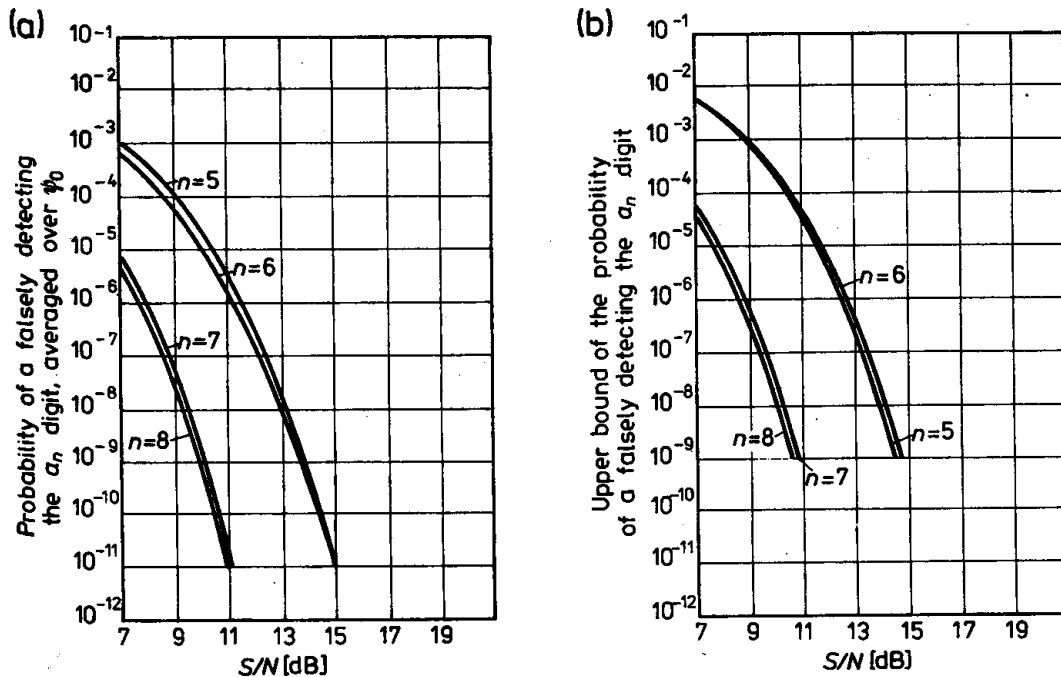 (a)
Probability of a falsely detecting
the aₙ digit, averaged over ψ₀
10⁻¹
10⁻²
10⁻³
10⁻⁴
10⁻⁵
10⁻⁶
10⁻⁷
10⁻⁸
10⁻⁹
10⁻¹⁰
10⁻¹¹
10⁻¹²
n=5
n=6
n=7
n=8
7 9 11 13 15 17 19
S/N [dB]
(b)
Upper bound of the probability
of a falsely detecting the aₙ digit
10⁻¹
10⁻²
10⁻³
10⁻⁴
10⁻⁵
10⁻⁶
10⁻⁷
10⁻⁸
10⁻⁹
10⁻¹⁰
10⁻¹¹
10⁻¹²
n=6
n=8
n=5
n=7
7 9 11 13 15 17 19
S/N [dB]